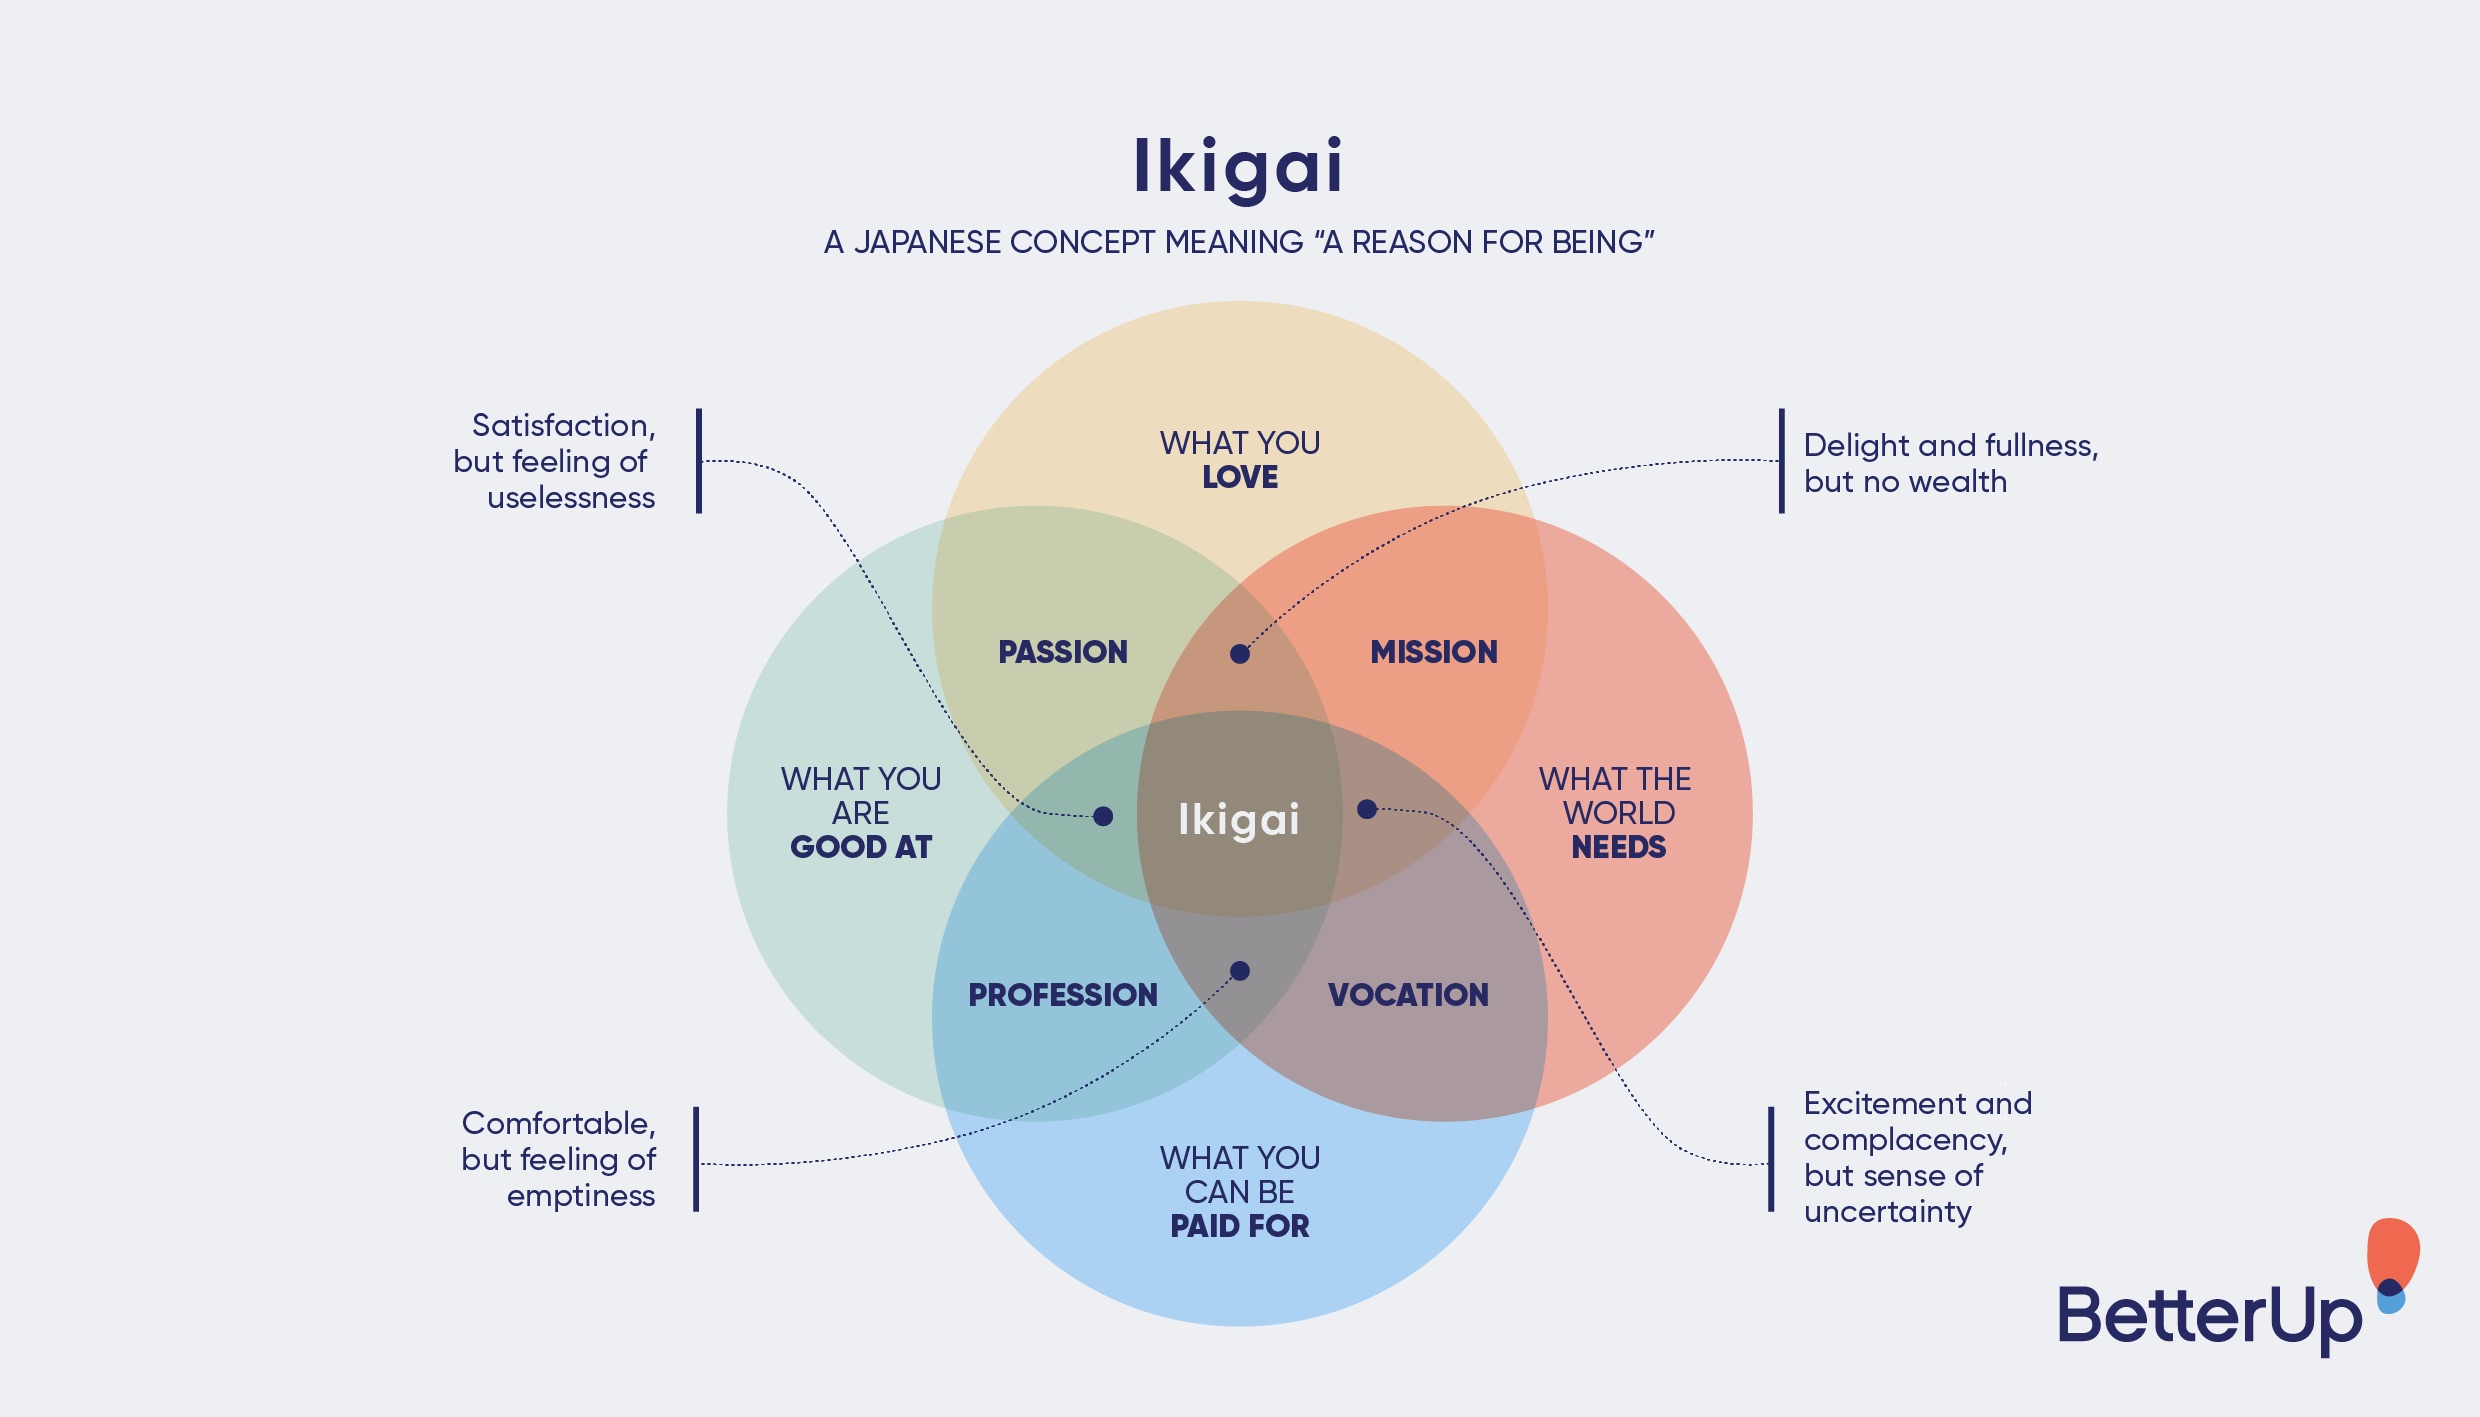 Ikigai
A JAPANESE CONCEPT MEANING “A REASON FOR BEING”
Satisfaction,
but feeling of
uselessness
Delight and fullness,
but no wealth
WHAT YOU
LOVE
PASSION
MISSION
WHAT YOU
ARE
GOOD AT
Ikigai
WHAT THE
WORLD
NEEDS
PROFESSION
VOCATION
Comfortable,
but feeling of
emptiness
WHAT YOU
CAN BE
PAID FOR
Excitement and
complacency,
but sense of
uncertainty
BetterUp